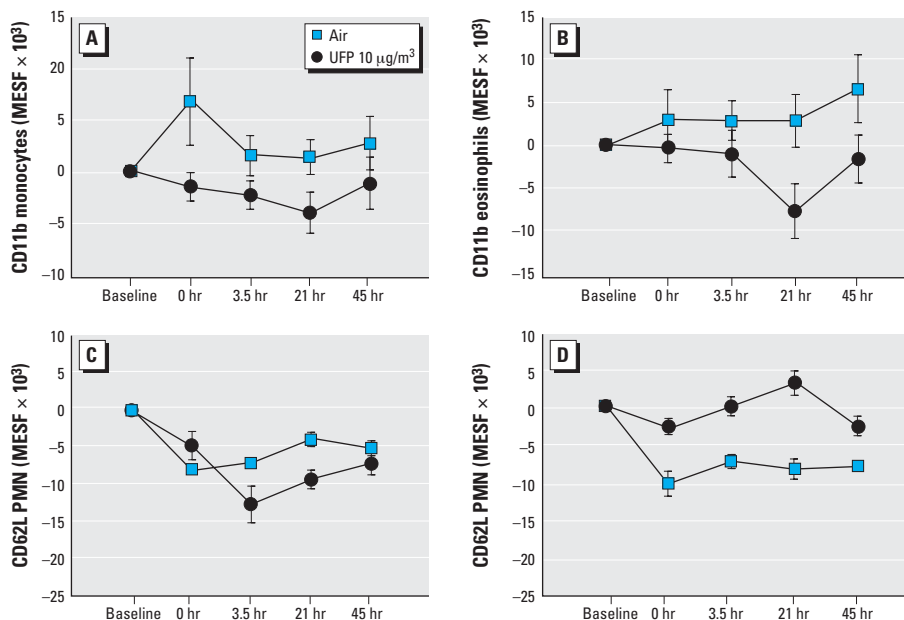 A
CD11b monocytes (MESF × 10³)
15
20
5
0
–5
–10
Baseline 0 hr 3.5 hr 21 hr 45 hr
Air
UFP 10 μg/m³
B
CD11b eosinophils (MESF × 10³)
15
10
5
0
–5
–10
–15
Baseline 0 hr 3.5 hr 21 hr 45 hr
C
CD62L PMN (MESF × 10³)
10
5
0
–5
–10
–15
–20
–25
Baseline 0 hr 3.5 hr 21 hr 45 hr
D
CD62L PMN (MESF × 10³)
10
5
0
–5
–10
–15
–20
–25
Baseline 0 hr 3.5 hr 21 hr 45 hr